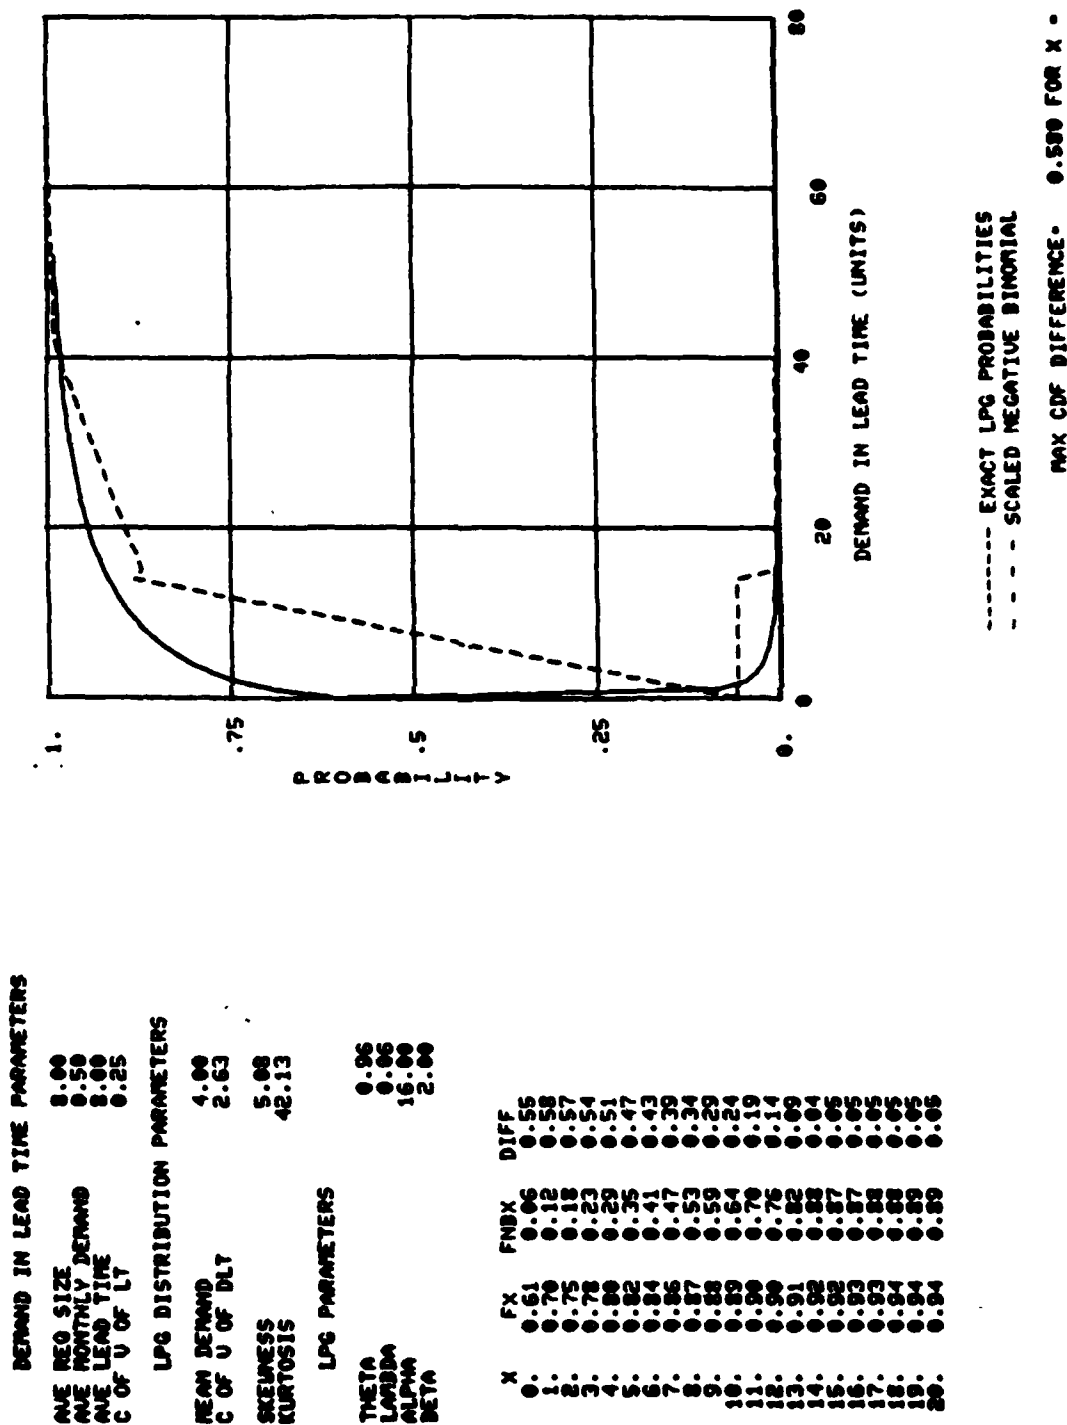 DEMAND IN LEAD TIME PARAMETERS
AVE REQ SIZE 8.00
AVE MONTHLY DEMAND 0.50
AVE LEAD TIME 8.00
C OF V OF LT 0.25
LPG DISTRIBUTION PARAMETERS
MEAN DEMAND 4.00
C OF V OF DLT 2.63
SKEWNESS 5.08
KURTOSIS 42.13
LPG PARAMETERS
THETA 0.96
LAMBDA 0.06
ALPHA 16.00
BETA 2.00
X FX FNBX DIFF
0. 0.61 0.06 0.55
1. 0.70 0.12 0.58
2. 0.75 0.18 0.57
3. 0.78 0.23 0.54
4. 0.80 0.29 0.51
5. 0.82 0.35 0.47
6. 0.84 0.41 0.43
7. 0.86 0.47 0.39
8. 0.87 0.53 0.34
9. 0.88 0.59 0.29
10. 0.89 0.64 0.24
11. 0.90 0.70 0.19
12. 0.90 0.76 0.14
13. 0.91 0.82 0.09
14. 0.92 0.88 0.04
15. 0.92 0.87 0.05
16. 0.93 0.87 0.05
17. 0.93 0.88 0.05
18. 0.94 0.88 0.05
19. 0.94 0.89 0.05
20. 0.94 0.89 0.05
PROBABILITY
1.
.75
.5
.25
0.
0 20 40 60 80
DEMAND IN LEAD TIME (UNITS)
------- EXACT LPG PROBABILITIES
- - - - SCALED NEGATIVE BINOMIAL
MAX CDF DIFFERENCE= 0.580 FOR X =